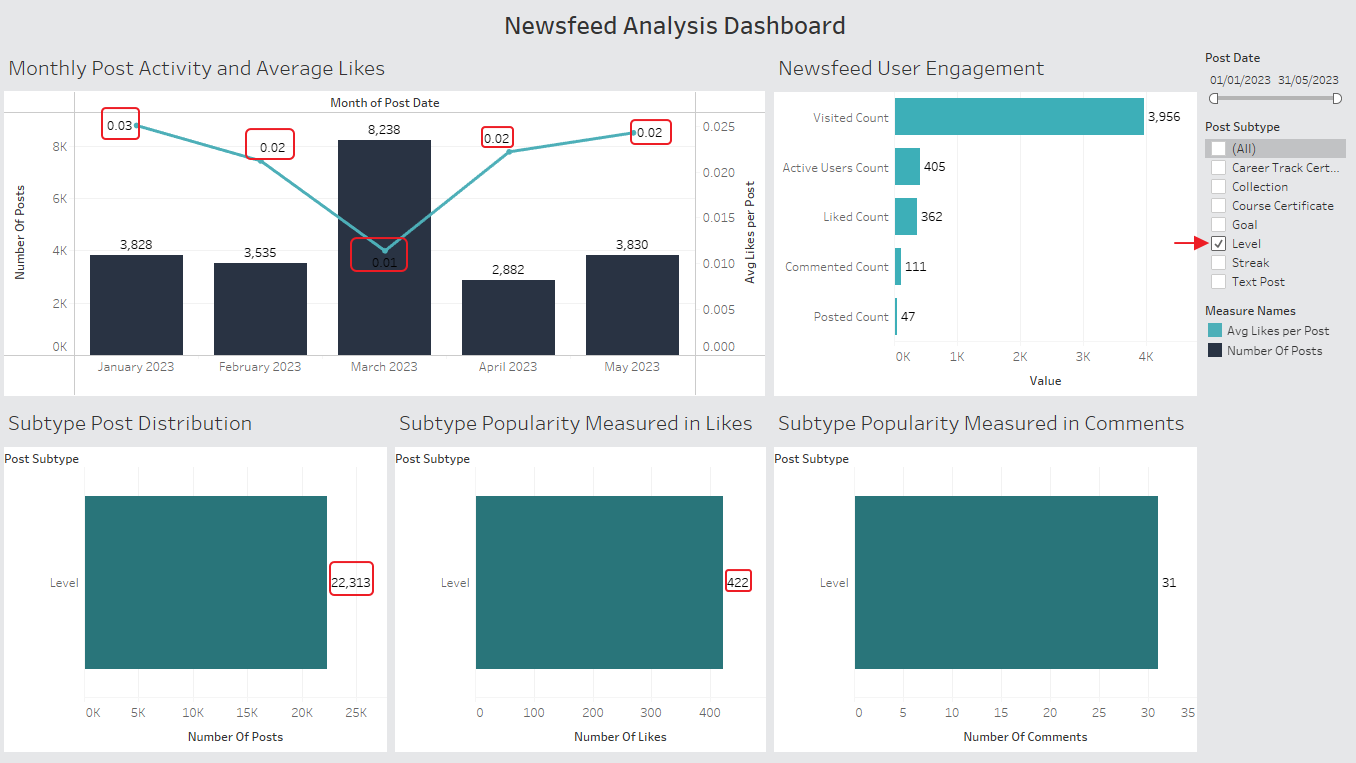 Newsfeed Analysis Dashboard
Monthly Post Activity and Average Likes
Month of Post Date
Number Of Posts
8K
6K
4K
2K
0K
0.03
0.02
0.01
0.02
0.02
3,828
3,535
8,238
2,882
3,830
0.025
0.020
0.015
0.010
0.005
0.000
Avg Likes per Post
January 2023
February 2023
March 2023
April 2023
May 2023
Newsfeed User Engagement
Visited Count 3,956
Active Users Count 405
Liked Count 362
Commented Count 111
Posted Count 47
0K 1K 2K 3K 4K
Value
Post Date
01/01/2023 31/05/2023
Post Subtype
(All)
Career Track Cert...
Collection
Course Certificate
Goal
Level
Streak
Text Post
Measure Names
Avg Likes per Post
Number Of Posts
Subtype Post Distribution
Post Subtype
Level 22,313
0K 5K 10K 15K 20K 25K
Number Of Posts
Subtype Popularity Measured in Likes
Post Subtype
Level 422
0 100 200 300 400
Number Of Likes
Subtype Popularity Measured in Comments
Post Subtype
Level 31
0 5 10 15 20 25 30 35
Number Of Comments